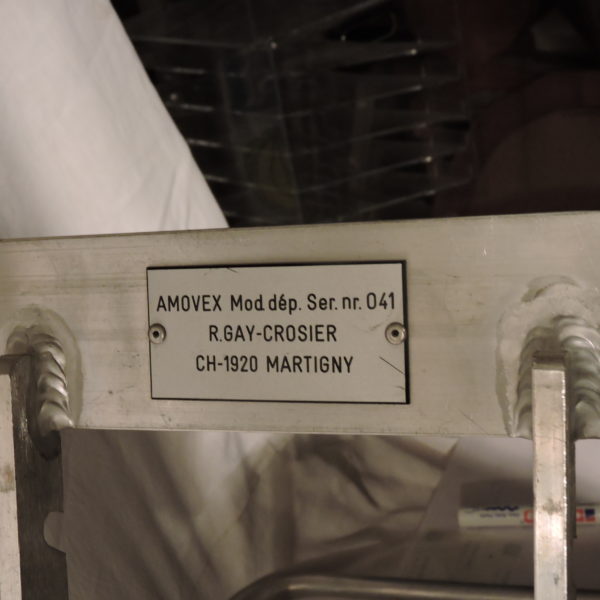 AMOVEX Mod. dép. Ser. nr. 041
R.GAY-CROSIER
CH-1920 MARTIGNY